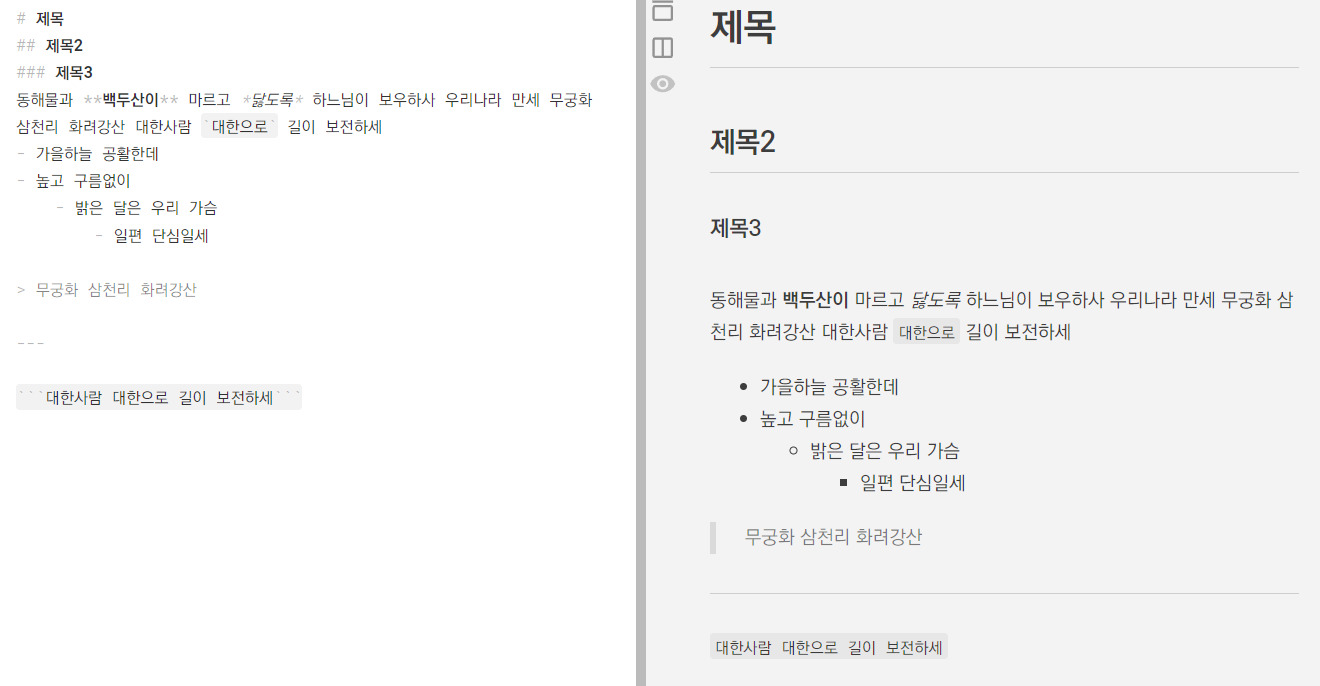 # 제목
## 제목2
### 제목3
동해물과 **백두산이** 마르고 *닳도록* 하느님이 보우하사 우리나라 만세 무궁화
삼천리 화려강산 대한사람 `대한으로` 길이 보전하세
- 가을하늘 공활한데
- 높고 구름없이
    - 밝은 달은 우리 가슴
        - 일편 단심일세
> 무궁화 삼천리 화려강산
---
```대한사람 대한으로 길이 보전하세```
제목
제목2
제목3
동해물과 백두산이 마르고 닳도록 하느님이 보우하사 우리나라 만세 무궁화 삼
천리 화려강산 대한사람 대한으로 길이 보전하세
• 가을하늘 공활한데
• 높고 구름없이
◦ 밝은 달은 우리 가슴
▪ 일편 단심일세
무궁화 삼천리 화려강산
대한사람 대한으로 길이 보전하세